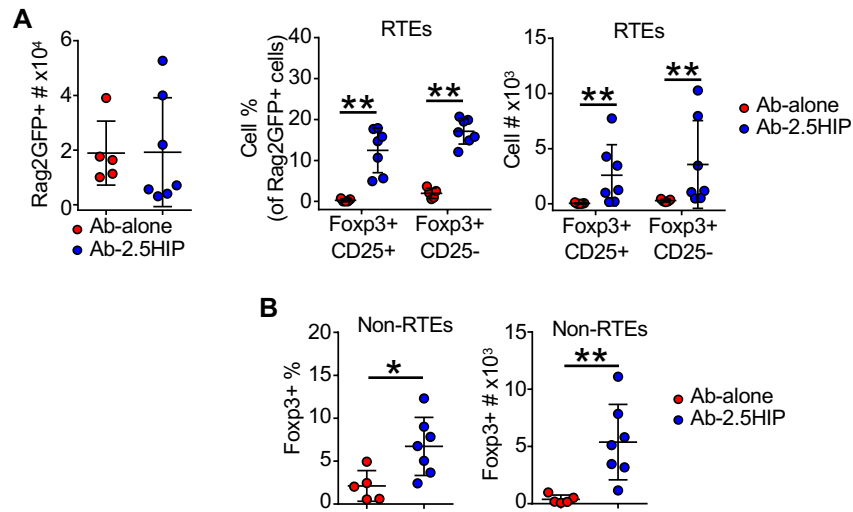 A
Rag2GFP+ # x10⁴
6
4
2
0
Ab-alone
Ab-2.5HIP
RTEs
Cell %
(of Rag2GFP+ cells)
40
30
20
10
0
**
**
Foxp3+
CD25+
Foxp3+
CD25-
RTEs
Cell # x10³
15
10
5
0
**
**
Foxp3+
CD25+
Foxp3+
CD25-
Ab-alone
Ab-2.5HIP
B
Non-RTEs
Foxp3+ %
20
15
10
5
0
*
Non-RTEs
Foxp3+ # x10³
15
10
5
0
**
Ab-alone
Ab-2.5HIP